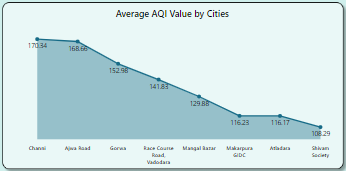 Average AQI Value by Cities
170.34
168.66
152.98
141.83
129.88
116.23
116.17
108.29
Channi
Ajwa Road
Gorwa
Race Course
Road,
Vadodara
Mangal Bazar
Makarpura
GIDC
Atladara
Shivam
Society